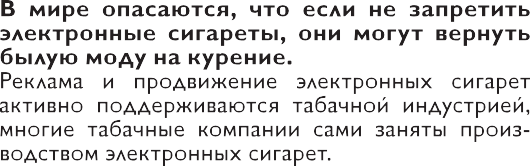 В мире опасаются, что если не запретить
электронные сигареты, они могут вернуть
былую моду на курение.
Реклама и продвижение электронных сигарет
активно поддерживаются табачной индустрией,
многие табачные компании сами заняты произ-
водством электронных сигарет.